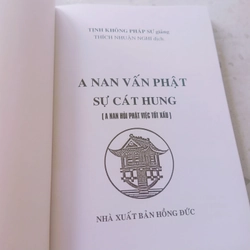 TỊNH KHÔNG PHÁP SƯ giảng
THÍCH NHUẬN NGHI dịch
A NAN VẤN PHẬT
SỰ CÁT HUNG
[ A NAN HỎI PHẬT VIỆC TỐT XẤU ]
NHÀ XUẤT BẢN HỒNG ĐỨC